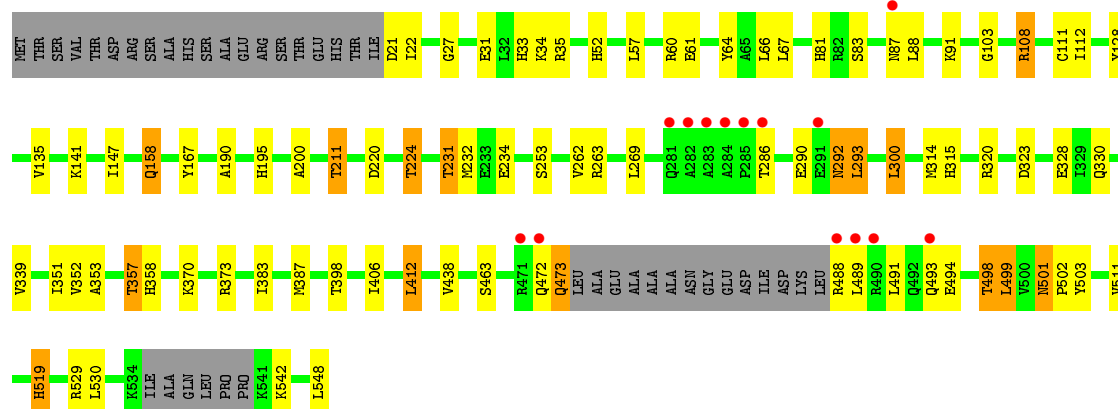 MET THR SER VAL THR ASP ARG SER ALA HIS SER ALA GLU ARG SER THR GLU HIS THR ILE D21 I22 G27 E31 L32 H33 K34 R35 H52 L57 R60 E61 Y64 A65 L66 L67 H81 R82 S83 N87 L88 K91 G103 R108 C111 I112
V135 K141 I147 Q158 Y167 A190 H195 A200 T211 D220 T224 T231 M232 E233 E234 S253 V262 R263 L269 Q281 A282 A283 A284 P285 T286 E290 E291 N292 L293 L300 M314 H315 R320 D323 E328 I329 Q330
V339 I351 V352 A353 T357 H358 K370 R373 I383 M387 T398 I406 L412 V438 S463 R471 Q472 Q473 LEU ALA GLU ALA ALA ALA ASN GLY GLU ASP ILE ASP LYS LEU R488 L489 R490 L491 Q492 Q493 E494 T498 L499 V500 N501 P502 Y503 V511
H519 R529 L530 K534 ILE ALA GLN LEU PRO PRO K541 K542 L548